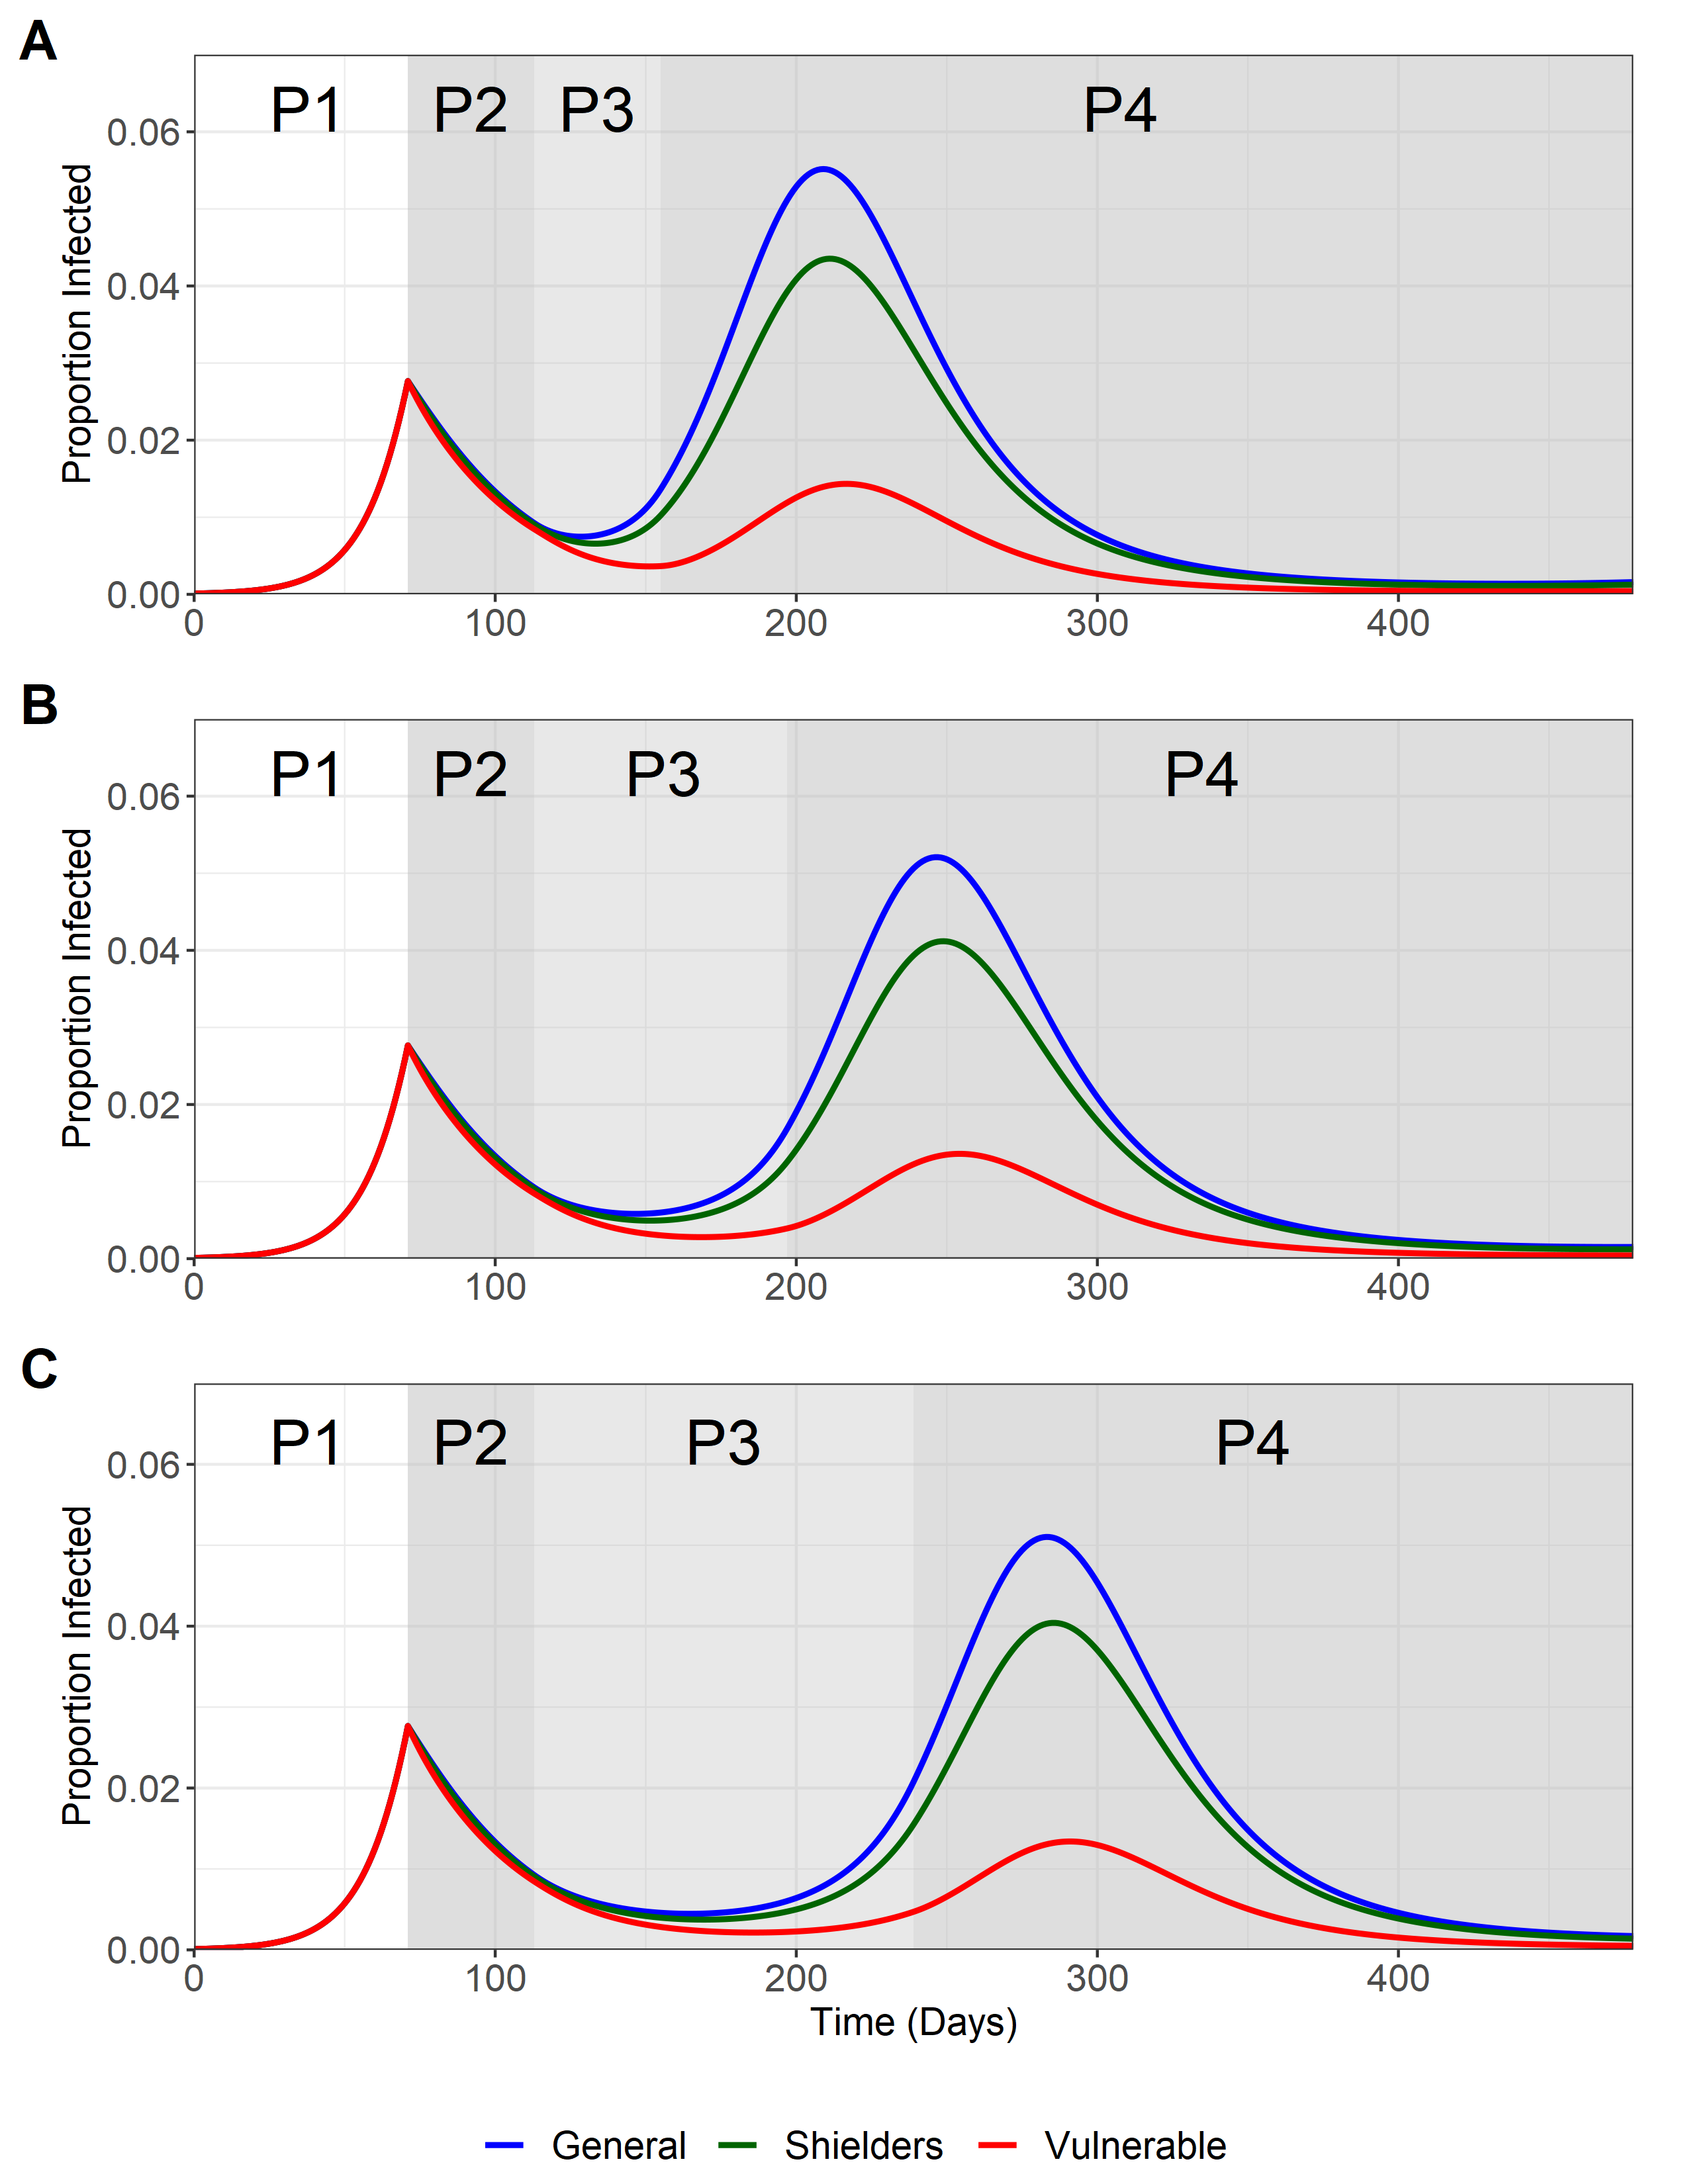 A
P1 P2 P3 P4
Proportion Infected
0.06
0.04
0.02
0.00
0 100 200 300 400
B
P1 P2 P3 P4
Proportion Infected
0.06
0.04
0.02
0.00
0 100 200 300 400
C
P1 P2 P3 P4
Proportion Infected
0.06
0.04
0.02
0.00
0 100 200 300 400
Time (Days)
General Shielders Vulnerable